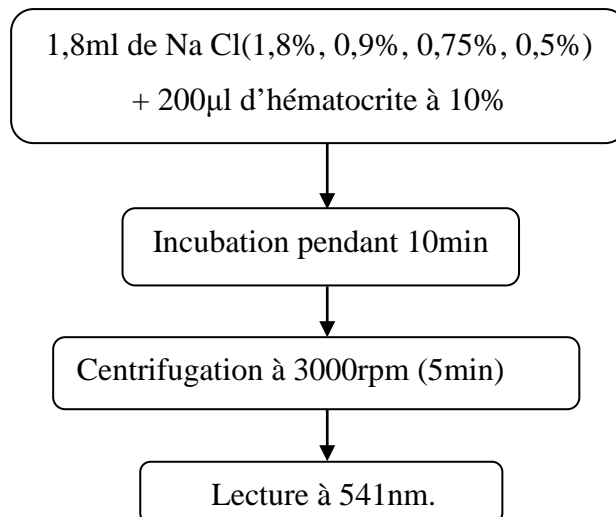 1,8ml de Na Cl(1,8%, 0,9%, 0,75%, 0,5%)
+ 200µl d’hématocrite à 10%
Incubation pendant 10min
Centrifugation à 3000rpm (5min)
Lecture à 541nm.